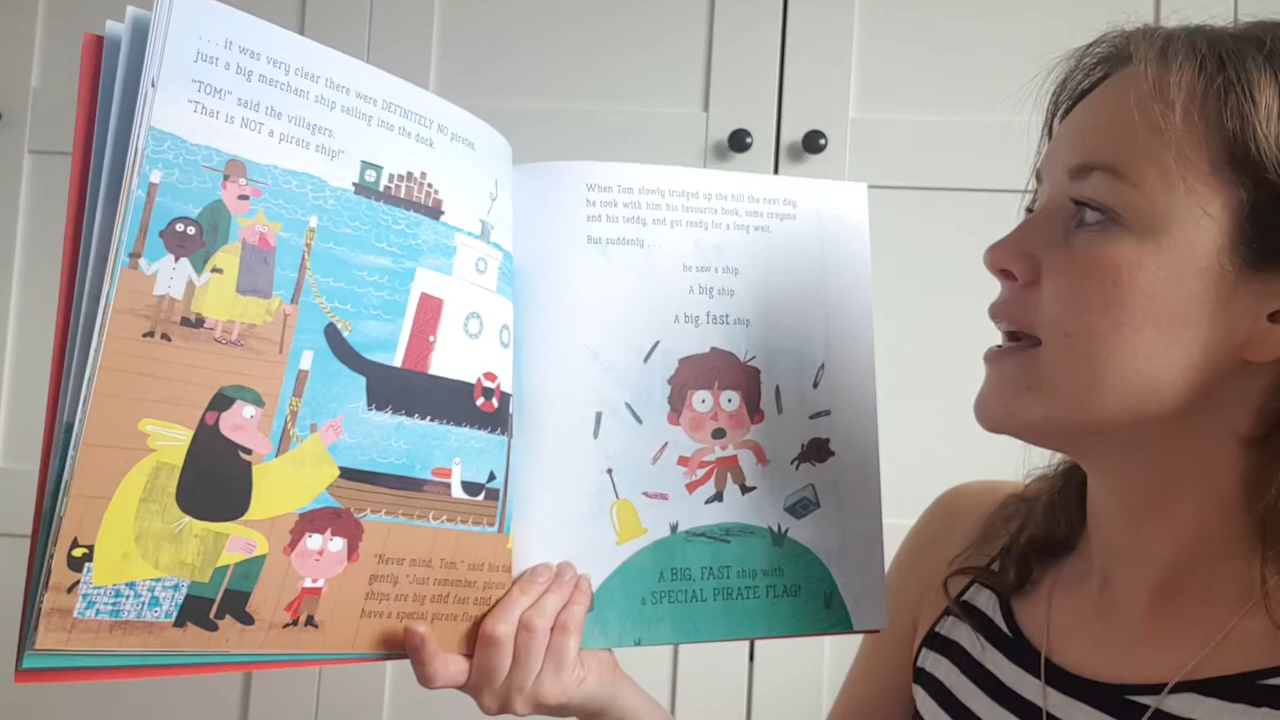 . . . it was very clear there were DEFINITELY NO pirates,
just a big merchant ship sailing into the dock.
"TOM!" said the villagers.
"That is NOT a pirate ship!"
"Never mind, Tom," said his
gently. "Just remember, pirate
ships are big and fast and
have a special pirate
When Tom slowly trudged up the hill the next day,
he took with him his favourite book, some crayons
and his teddy, and got ready for a long wait.
But suddenly . . .
he saw a ship.
A big ship.
A big, fast ship.
A BIG, FAST ship with
a SPECIAL PIRATE FLAG!